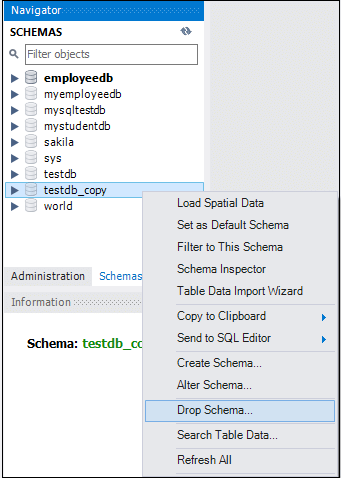 Navigator
SCHEMAS
Filter objects
employeedb
myemployeedb
mysqltestdb
mystudentdb
sakila
sys
testdb
testdb_copy
world
Load Spatial Data
Set as Default Schema
Filter to This Schema
Schema Inspector
Table Data Import Wizard
Copy to Clipboard
Send to SQL Editor
Create Schema...
Alter Schema...
Drop Schema...
Search Table Data...
Refresh All
Administration Schemas
Information
Schema: testdb_co